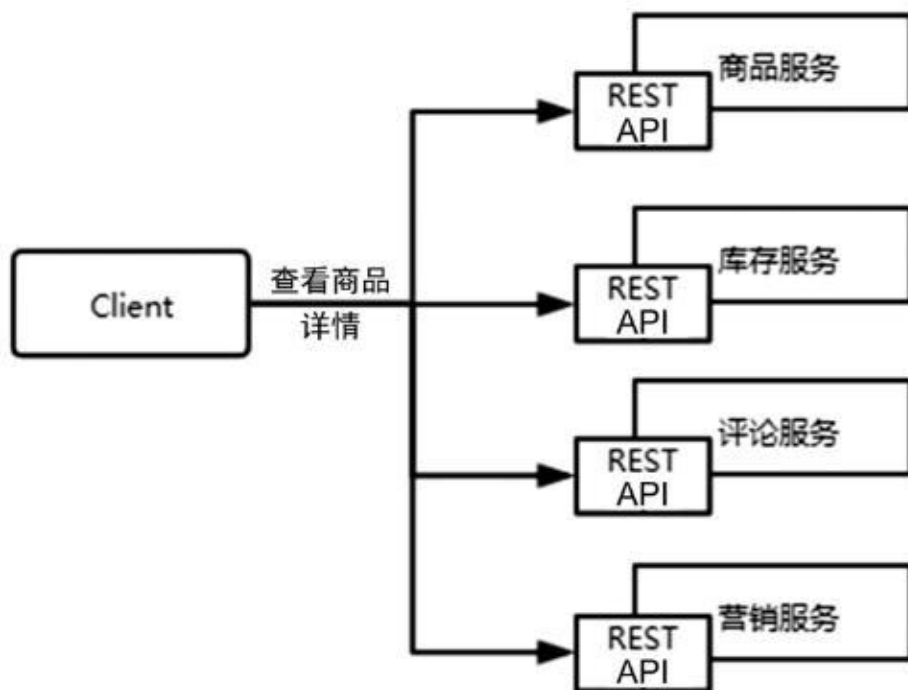 商品服务
REST
API
库存服务
REST
API
Client
查看商品
详情
评论服务
REST
API
营销服务
REST
API